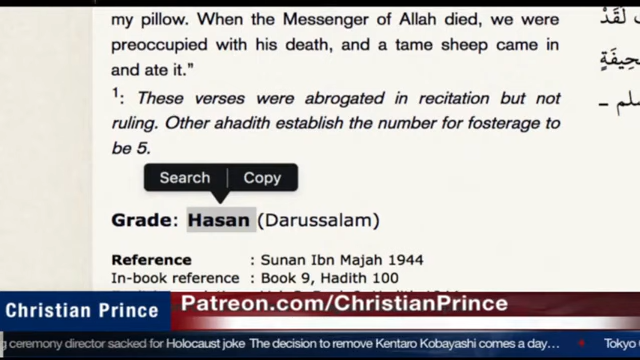 my pillow. When the Messenger of Allah died, we were
preoccupied with his death, and a tame sheep came in
and ate it."
1: These verses were abrogated in recitation but not
ruling. Other ahadith establish the number for fosterage to
be 5.
Search Copy
Grade: Hasan (Darussalam)
Reference : Sunan Ibn Majah 1944
In-book reference : Book 9, Hadith 100
لَقَدْ
صَحِيفَةٍ
Christian Prince
Patreon.com/ChristianPrince
ceremony director sacked for Holocaust joke The decision to remove Kentaro Kobayashi comes a day… Tokyo